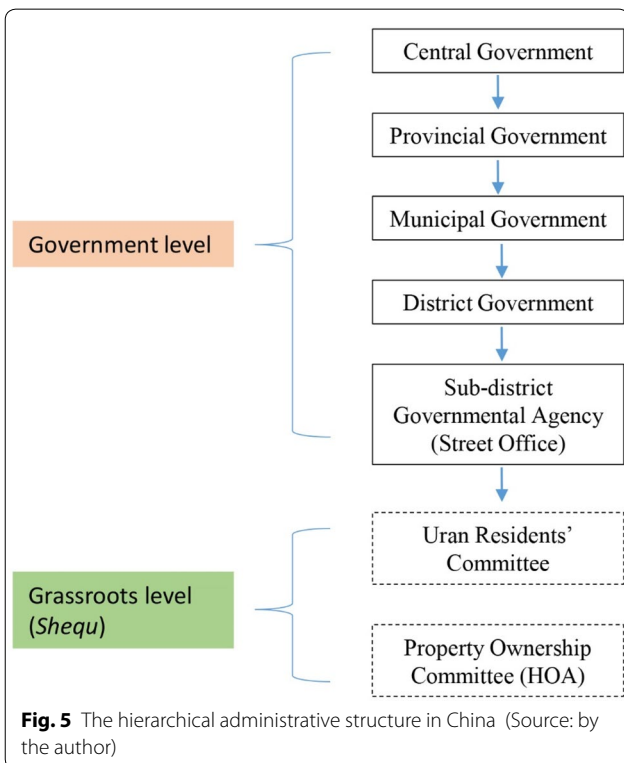 Central Government
Provincial Government
Municipal Government
Government level
District Government
Sub-district
Governmental Agency
(Street Office)
Uran Residents’
Committee
Grassroots level
(Shequ)
Property Ownership
Committee (HOA)
Fig. 5 The hierarchical administrative structure in China (Source: by
the author)